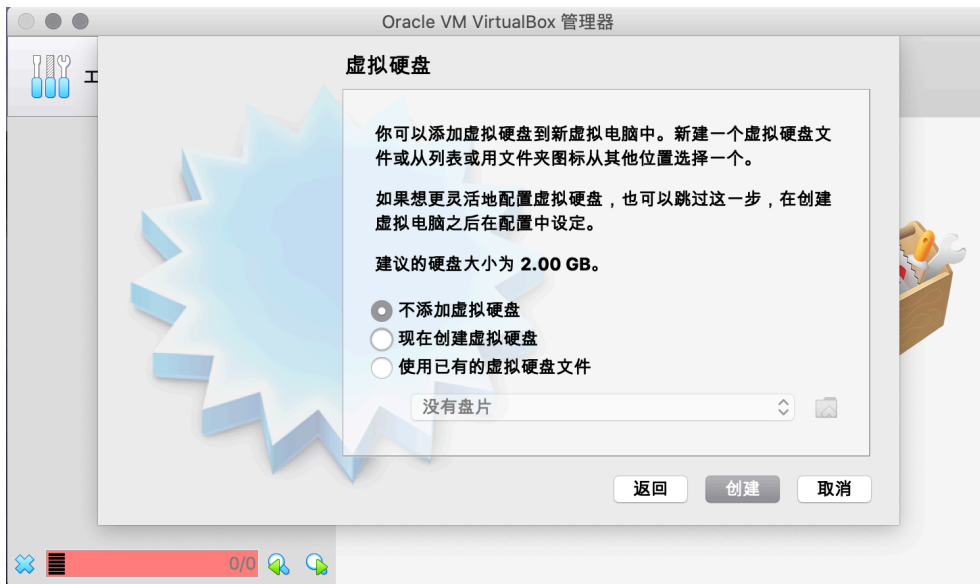 Oracle VM VirtualBox 管理器
工
虚拟硬盘
你可以添加虚拟硬盘到新虚拟电脑中。新建一个虚拟硬盘文
件或从列表或用文件夹图标从其他位置选择一个。
如果想更灵活地配置虚拟硬盘，也可以跳过这一步，在创建
虚拟电脑之后在配置中设定。
建议的硬盘大小为 2.00 GB。
不添加虚拟硬盘
现在创建虚拟硬盘
使用已有的虚拟硬盘文件
没有盘片
返回 创建 取消
0/0